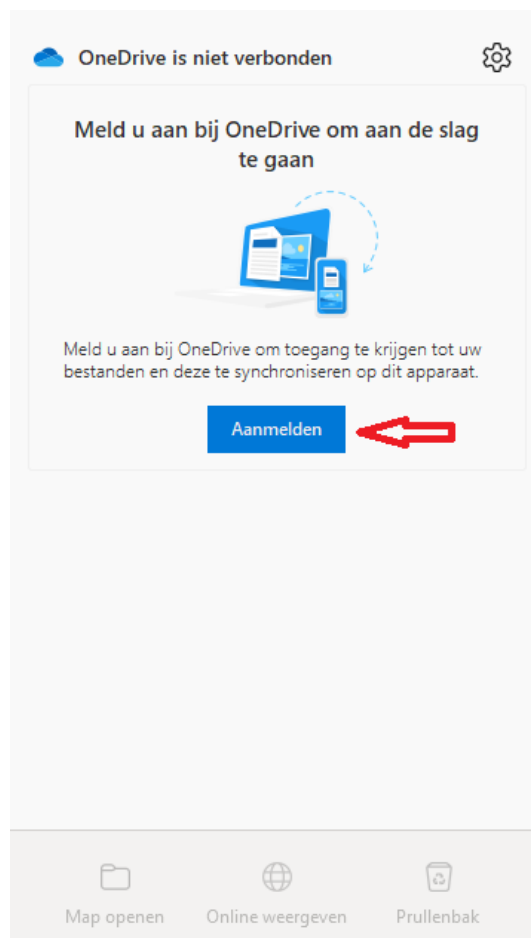 OneDrive is niet verbonden
Meld u aan bij OneDrive om aan de slag
te gaan
Meld u aan bij OneDrive om toegang te krijgen tot uw
bestanden en deze te synchroniseren op dit apparaat.
Aanmelden
Map openen
Online weergeven
Prullenbak